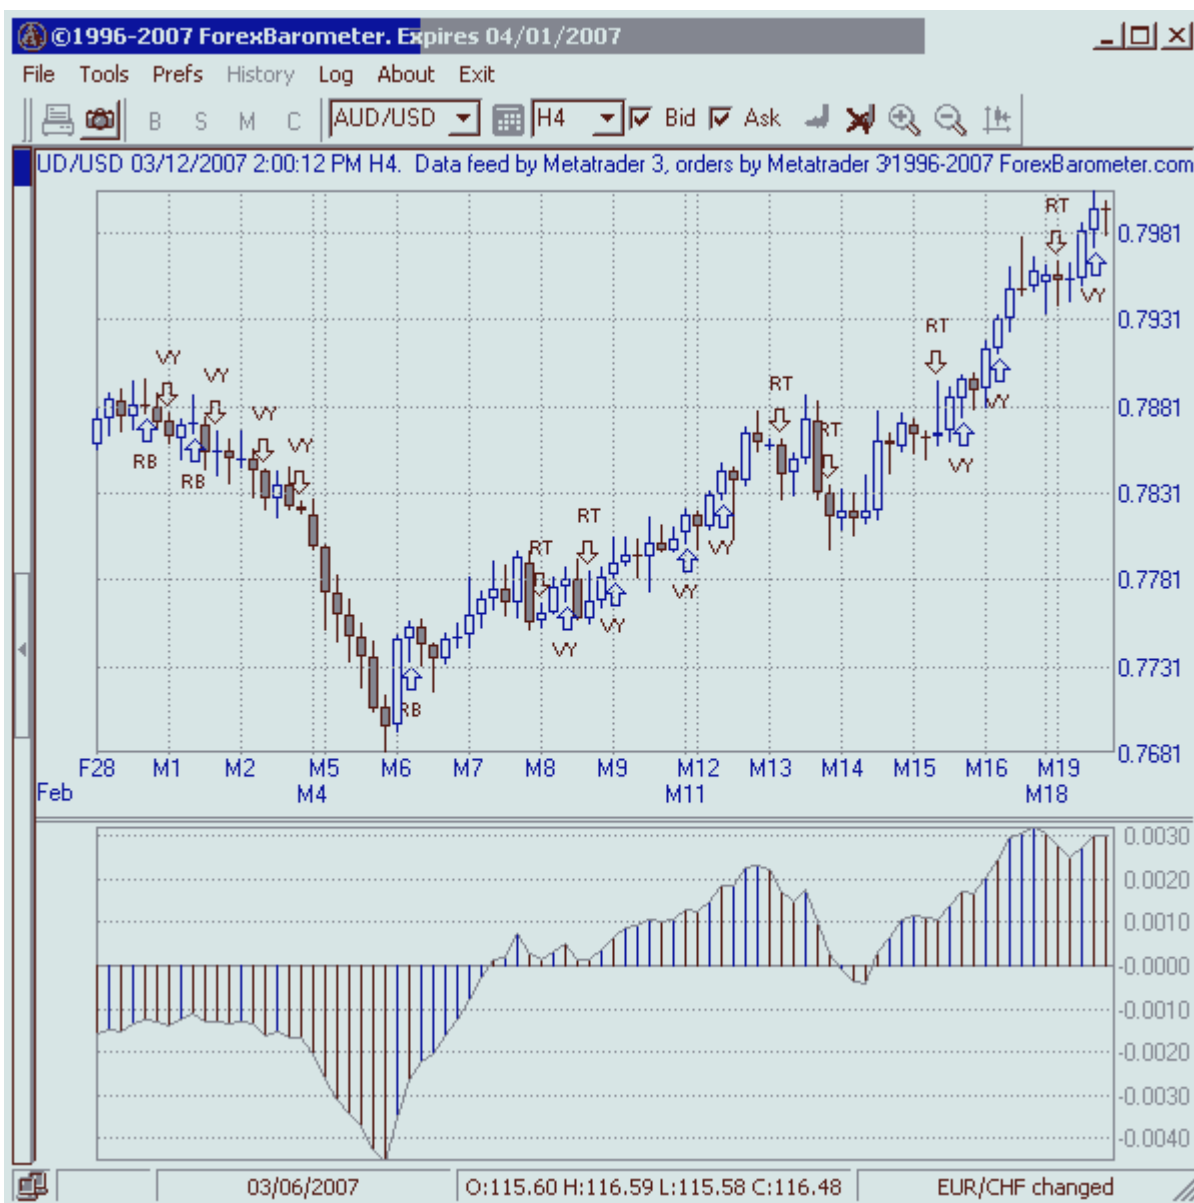 ©1996-2007 ForexBarometer. Expires 04/01/2007
File Tools Prefs History Log About Exit
B S M C AUD/USD H4 Bid Ask
UD/USD 03/12/2007 2:00:12 PM H4. Data feed by Metatrader 3, orders by Metatrader 3 1996-2007 ForexBarometer.com
RT
0.7981
VY
0.7931
RT
VY
VY
RT
VY
0.7881
VY
VY
RT
RB
VY
RB
0.7831
RT
RT
VY
0.7781
VY
VY
VY
0.7731
RB
0.7681
F28 M1 M2 M5 M6 M7 M8 M9 M12 M13 M14 M15 M16 M19
Feb M4 M11 M18
0.0030
0.0020
0.0010
-0.0000
-0.0010
-0.0020
-0.0030
-0.0040
03/06/2007 O:115.60 H:116.59 L:115.58 C:116.48 EUR/CHF changed